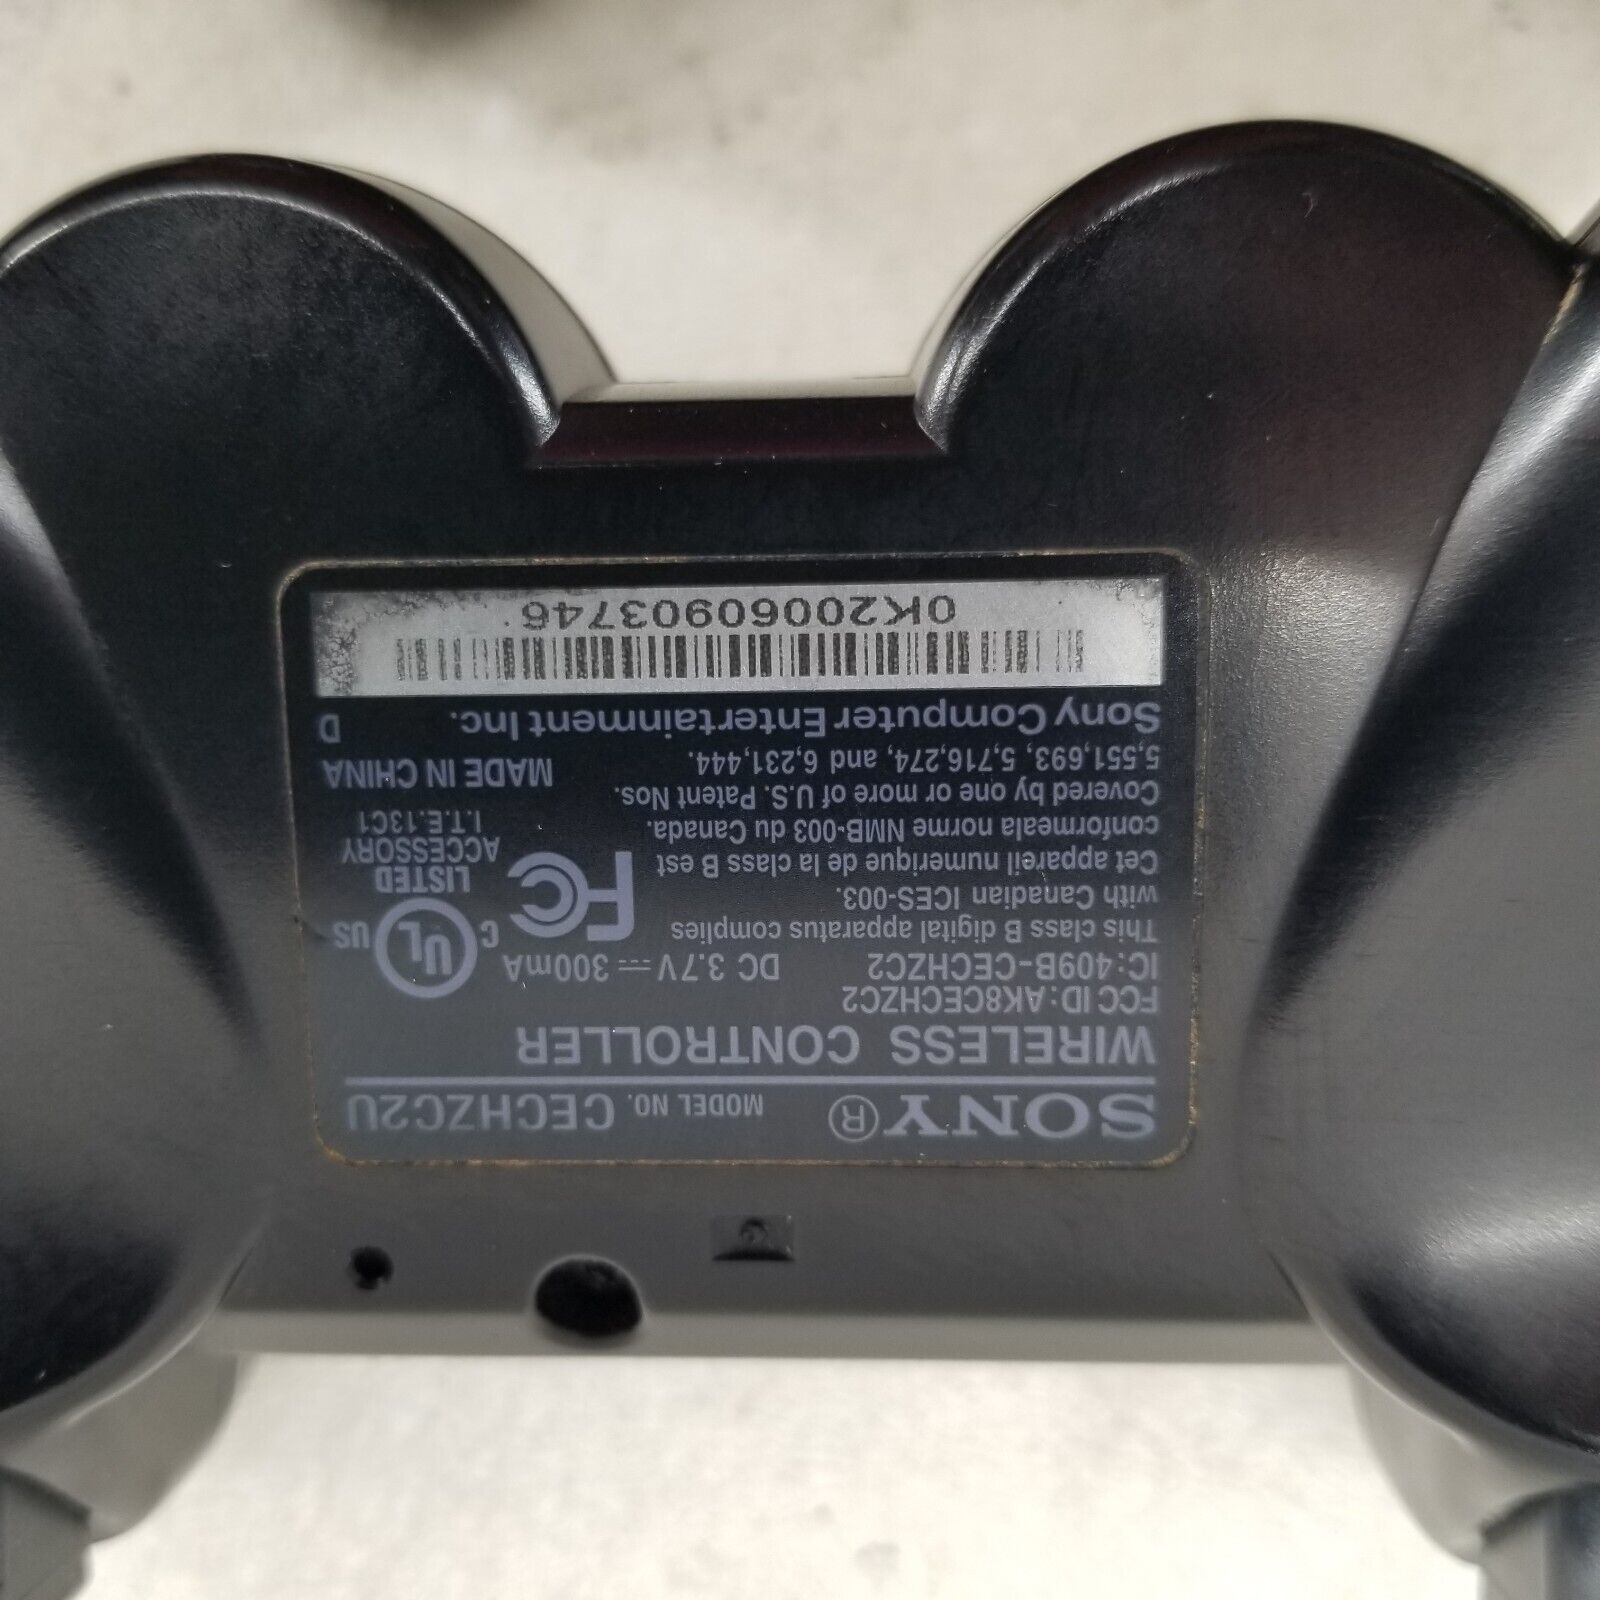 SONY® MODEL NO. CECHZC2U
WIRELESS CONTROLLER
FCC ID: AK8CECHZC2
IC: 409B-CECHZC2 DC 3.7V ⎓ 300mA
This class B digital apparatus complies
with Canadian ICES-003.
Cet appareil numerique de la class B est
conformeala norme NMB-003 du Canada.
Covered by one or more of U.S. Patent Nos.
5,551,693, 5,716,274, and 6,231,444.
FC
C UL US
LISTED
ACCESSORY
I.T.E.13C1
MADE IN CHINA
Sony Computer Entertainment Inc. D
0K20060903746